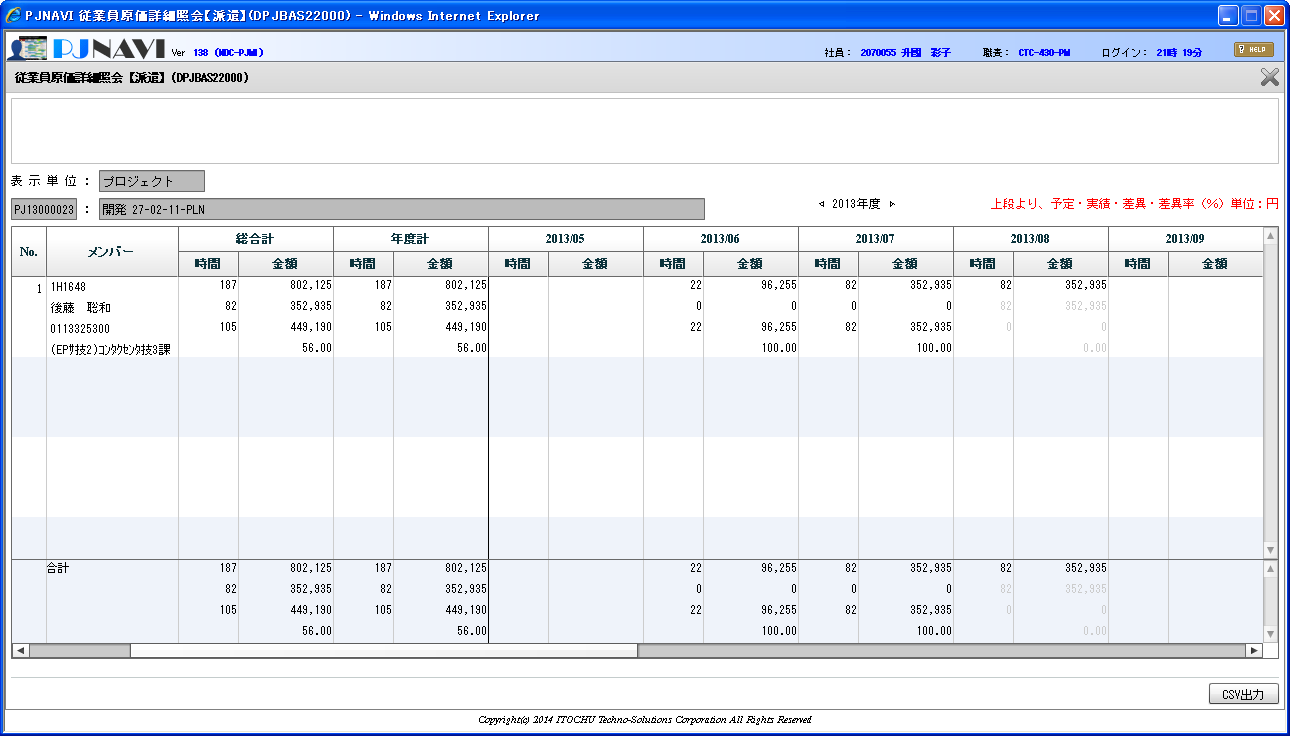 PJNAVI 従業員原価詳細照会【派遣】(DPJBAS22000) - Windows Internet Explorer
PJNAVI Ver 138 (NDC-PJMI) 社員： 2070055 升國 彩子 職責： CTC-430-PM ログイン： 21時 19分 ? HELP
従業員原価詳細照会【派遣】(DPJBAS22000)
表示単位： プロジェクト
PJ13000023 ： 開発 27-02-11-PLN 2013年度 上段より、予定・実績・差異・差異率（%）単位：円
No. メンバー 総合計 年度計 2013/05 2013/06 2013/07 2013/08 2013/09
時間 金額 時間 金額 時間 金額 時間 金額 時間 金額 時間 金額 時間 金額
1 1H1648 187 802,125 187 802,125 22 96,255 82 352,935 82 352,935
後藤 聡和 82 352,935 82 352,935 0 0 0 0 82 352,935
0113325300 105 449,190 105 449,190 22 96,255 82 352,935 0 0
(EPｻ技2)ｺﾝﾀｸｾﾝﾀ技3課 56.00 56.00 100.00 100.00 0.00
合計 187 802,125 187 802,125 22 96,255 82 352,935 82 352,935
82 352,935 82 352,935 0 0 0 0 82 352,935
105 449,190 105 449,190 22 96,255 82 352,935 0 0
56.00 56.00 100.00 100.00 0.00
CSV出力
Copyright(c) 2014 ITOCHU Techno-Solutions Corporation All Rights Reserved